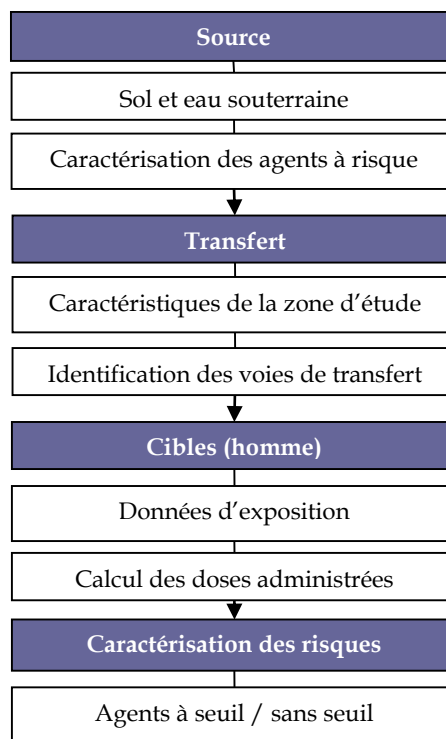 Source
Sol et eau souterraine
Caractérisation des agents à risque
Transfert
Caractéristiques de la zone d’étude
Identification des voies de transfert
Cibles (homme)
Données d’exposition
Calcul des doses administrées
Caractérisation des risques
Agents à seuil / sans seuil